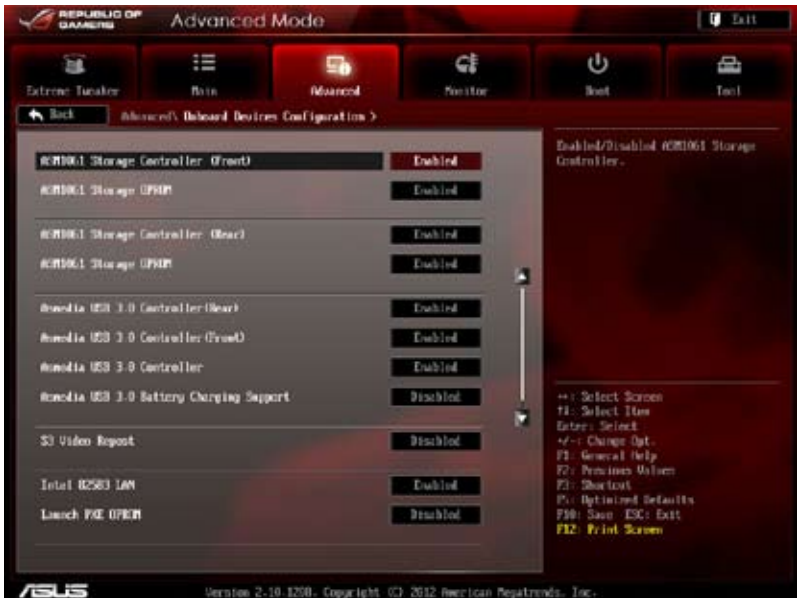 REPUBLIC OF GAMERS
Advanced Mode
Exit
Extreme Tweaker
Main
Advanced
Monitor
Boot
Tool
Back
Advanced\ Onboard Devices Configuration >
ASM1061 Storage Controller (Front) Enabled
ASM1061 Storage OPROM Enabled
ASM1061 Storage Controller (Rear) Enabled
ASM1061 Storage OPROM Enabled
Asmedia USB 3.0 Controller(Rear) Enabled
Asmedia USB 3.0 Controller(Front) Enabled
Asmedia USB 3.0 Controller Enabled
Asmedia USB 3.0 Battery Charging Support Disabled
S3 Video Repost Disabled
Intel 82583 LAN Enabled
Launch PXE OPROM Disabled
Enabled/Disabled ASM1061 Storage
Controller.
: Select Screen
: Select Item
Enter: Select
+/-: Change Opt.
F1: General Help
F2: Previous Values
F3: Shortcut
F5: Optimized Defaults
F10: Save ESC: Exit
F12: Print Screen
ASUS
Version 2.10.1208. Copyright (C) 2012 American Megatrends, Inc.